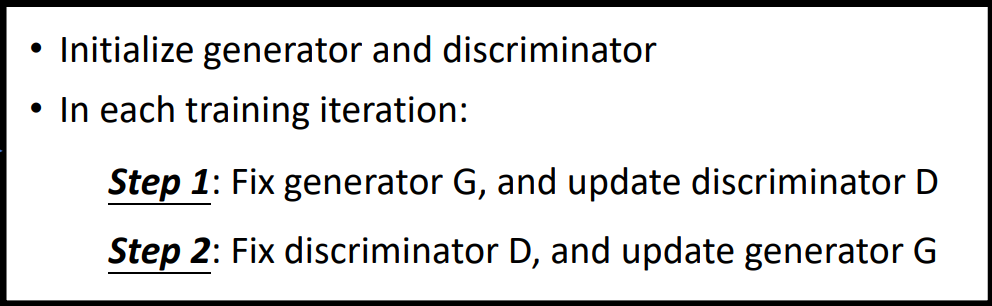 • Initialize generator and discriminator
• In each training iteration:
Step 1: Fix generator G, and update discriminator D
Step 2: Fix discriminator D, and update generator G